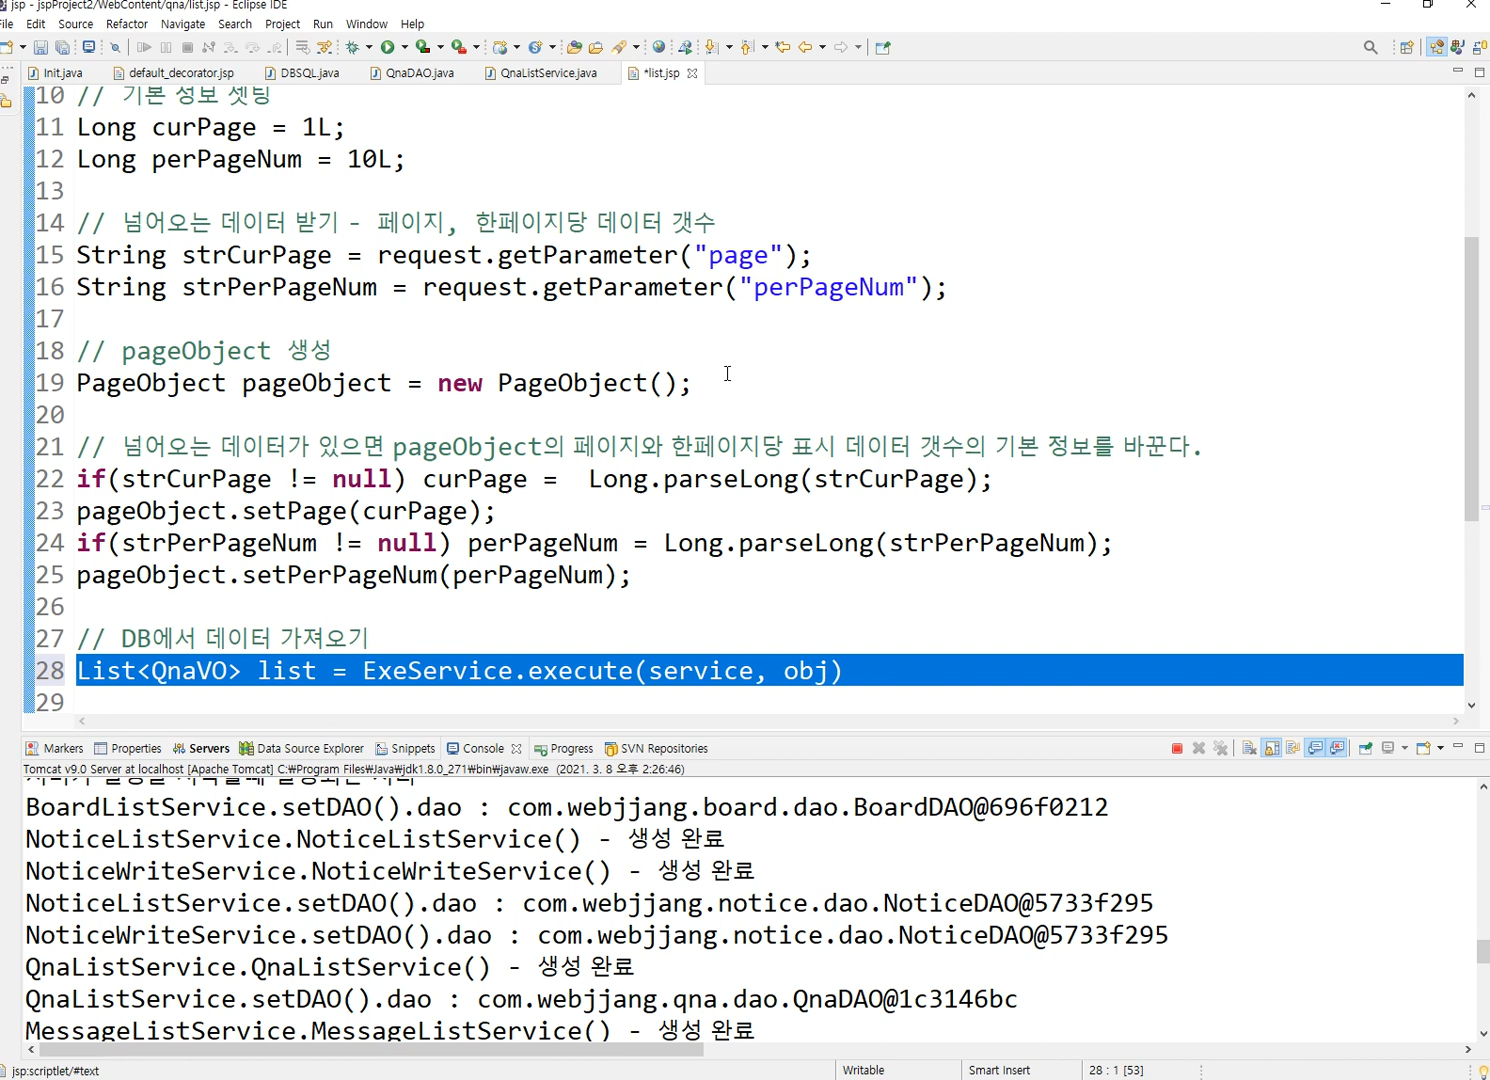 jsp - jspProject2/WebContent/qna/list.jsp - Eclipse IDE
File Edit Source Refactor Navigate Search Project Run Window Help
Init.java default_decorator.jsp DBSQL.java QnaDAO.java QnaListService.java *list.jsp
10 // 기본 정보 셋팅
11 Long curPage = 1L;
12 Long perPageNum = 10L;
13
14 // 넘어오는 데이터 받기 - 페이지, 한페이지당 데이터 갯수
15 String strCurPage = request.getParameter("page");
16 String strPerPageNum = request.getParameter("perPageNum");
17
18 // pageObject 생성
19 PageObject pageObject = new PageObject();
20
21 // 넘어오는 데이터가 있으면 pageObject의 페이지와 한페이지당 표시 데이터 갯수의 기본 정보를 바꾼다.
22 if(strCurPage != null) curPage =  Long.parseLong(strCurPage);
23 pageObject.setPage(curPage);
24 if(strPerPageNum != null) perPageNum = Long.parseLong(strPerPageNum);
25 pageObject.setPerPageNum(perPageNum);
26
27 // DB에서 데이터 가져오기
28 List<QnaVO> list = ExeService.execute(service, obj)
29
Markers Properties Servers Data Source Explorer Snippets Console Progress SVN Repositories
Tomcat v9.0 Server at localhost [Apache Tomcat] C:₩Program Files₩Java₩jdk1.8.0_271₩bin₩javaw.exe (2021. 3. 8 오후 2:26:46)
BoardListService.setDAO().dao : com.webjjang.board.dao.BoardDAO@696f0212
NoticeListService.NoticeListService() - 생성 완료
NoticeWriteService.NoticeWriteService() - 생성 완료
NoticeListService.setDAO().dao : com.webjjang.notice.dao.NoticeDAO@5733f295
NoticeWriteService.setDAO().dao : com.webjjang.notice.dao.NoticeDAO@5733f295
QnaListService.QnaListService() - 생성 완료
QnaListService.setDAO().dao : com.webjjang.qna.dao.QnaDAO@1c3146bc
MessageListService.MessageListService() - 생성 완료
jsp:scriptlet/#text Writable Smart Insert 28 : 1 [53]